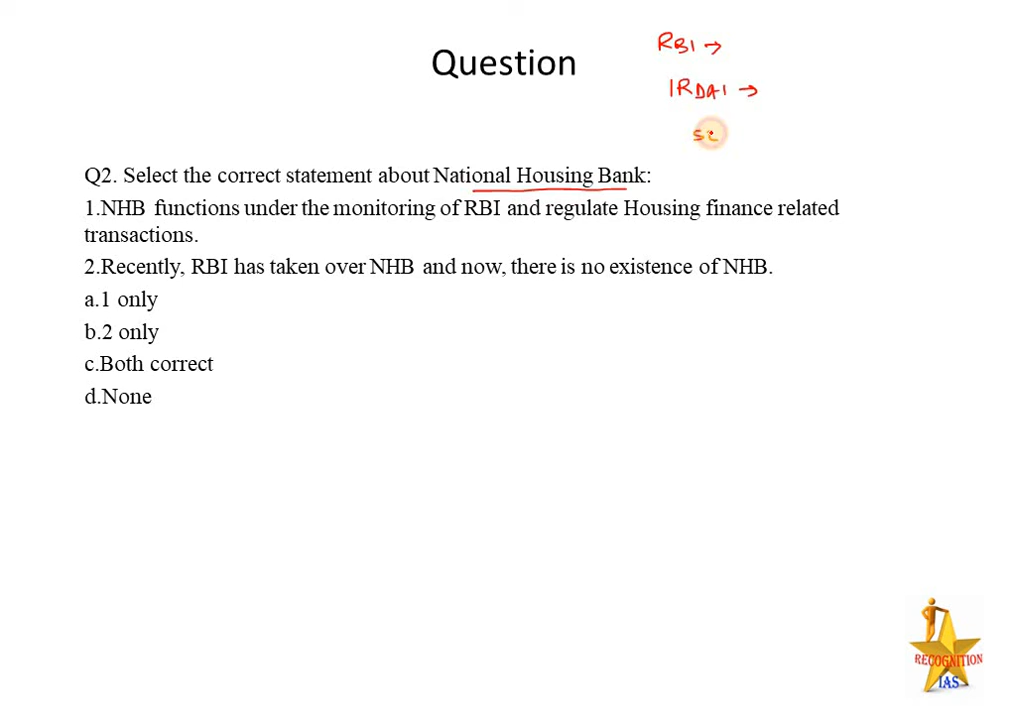 Question
RBI →
IRDAI →
SE
Q2. Select the correct statement about National Housing Bank:
1.NHB functions under the monitoring of RBI and regulate Housing finance related
transactions.
2.Recently, RBI has taken over NHB and now, there is no existence of NHB.
a.1 only
b.2 only
c.Both correct
d.None
RECOGNITION
IAS